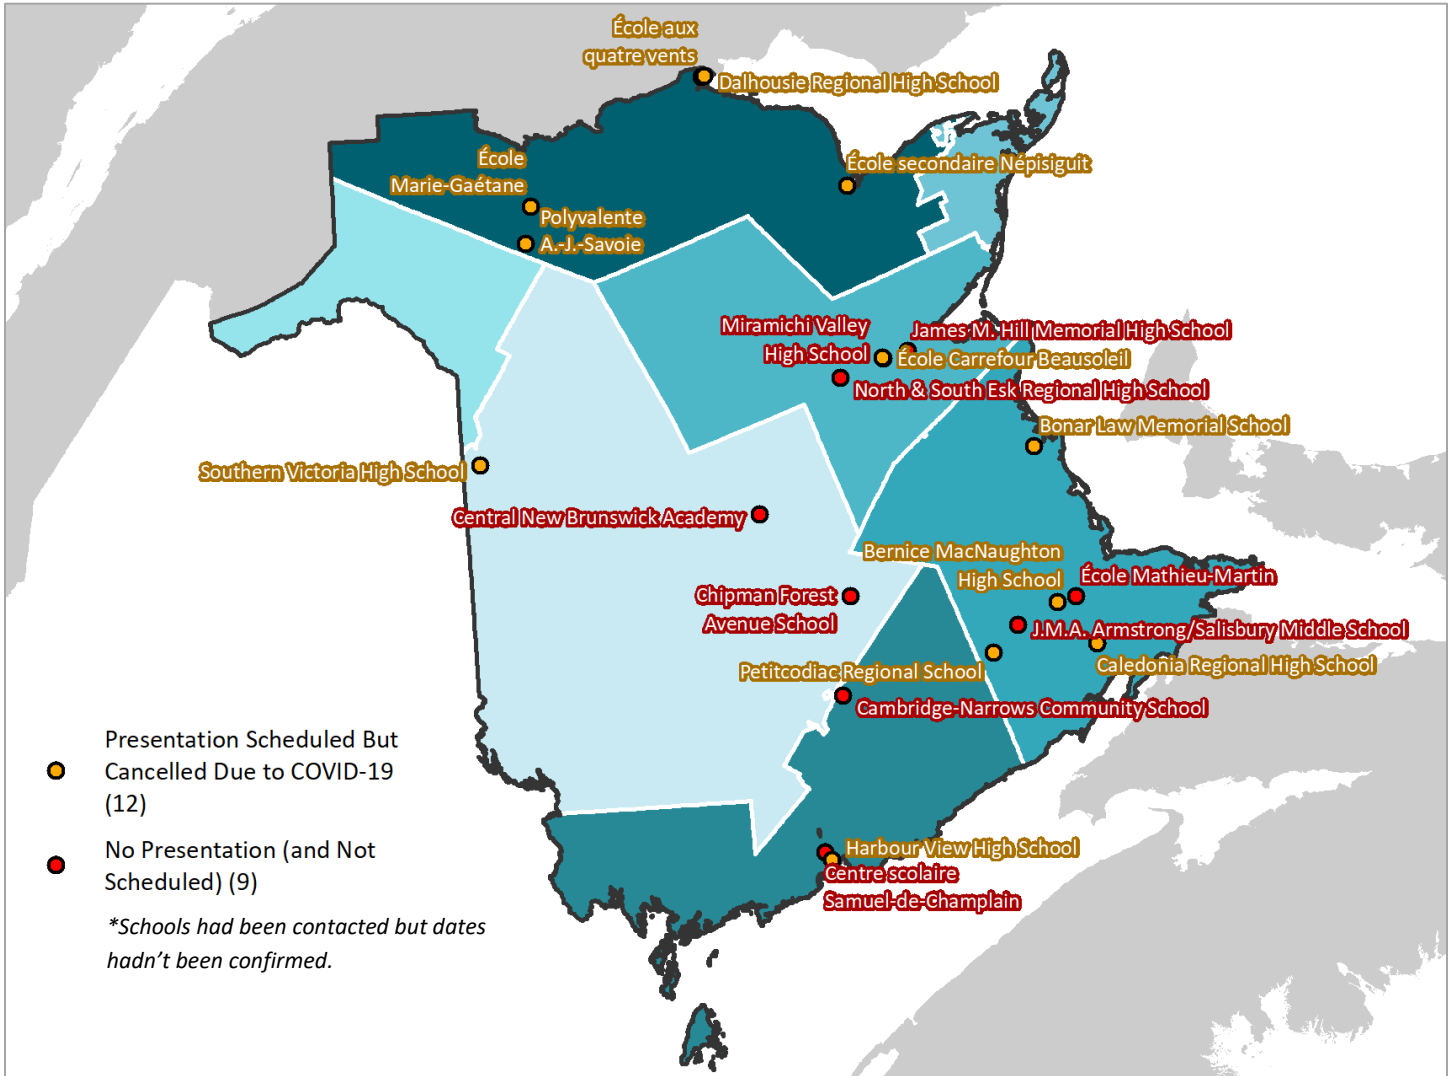 École aux
quatre vents
Dalhousie Regional High School
École
Marie-Gaétane
École secondaire Népisiguit
Polyvalente
A.-J.-Savoie
Miramichi Valley
High School
James M. Hill Memorial High School
École Carrefour Beausoleil
North & South Esk Regional High School
Bonar Law Memorial School
Southern Victoria High School
Central New Brunswick Academy
Bernice MacNaughton
High School
École Mathieu-Martin
Chipman Forest
Avenue School
J.M.A. Armstrong/Salisbury Middle School
Petitcodiac Regional School
Caledonia Regional High School
Cambridge-Narrows Community School
Presentation Scheduled But
Cancelled Due to COVID-19
(12)
No Presentation (and Not
Scheduled) (9)
*Schools had been contacted but dates
hadn't been confirmed.
Harbour View High School
Centre scolaire
Samuel-de-Champlain